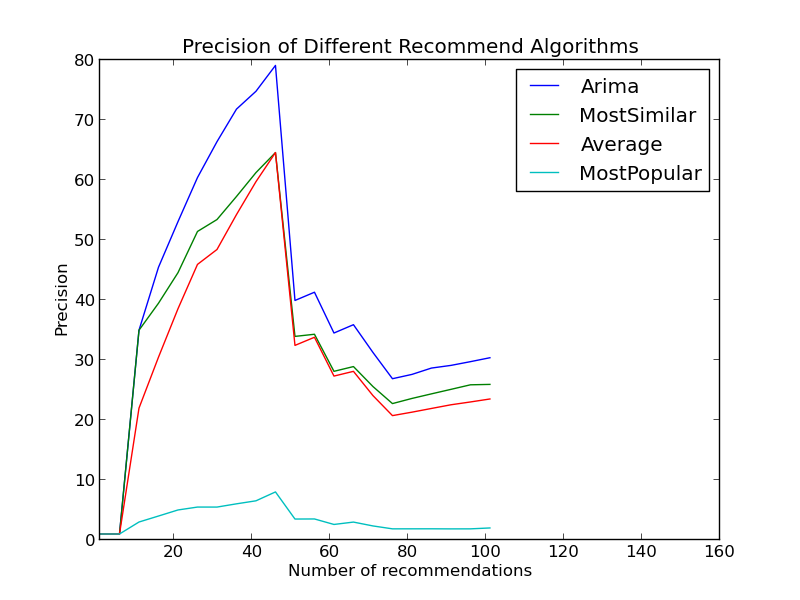 Precision of Different Recommend Algorithms
80
70
60
50
40
30
20
10
0
Precision
Arima
MostSimilar
Average
MostPopular
20 40 60 80 100 120 140 160
Number of recommendations